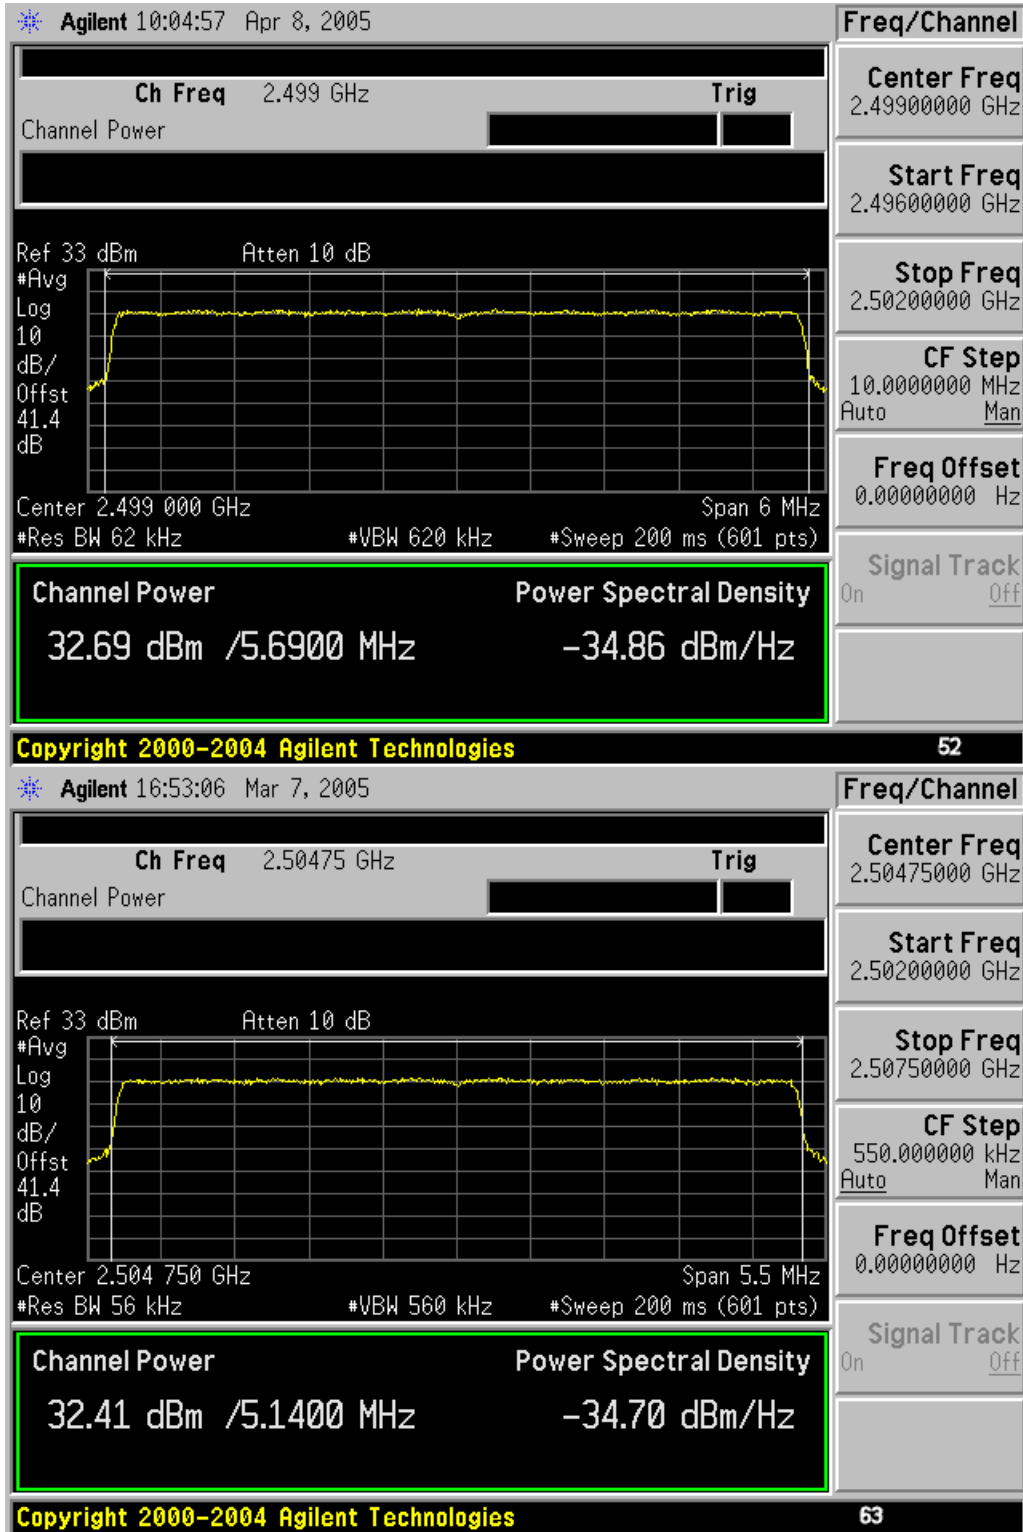 Agilent 10:04:57 Apr 8, 2005
Freq/Channel
Ch Freq 2.499 GHz Trig
Channel Power
Center Freq
2.49900000 GHz
Start Freq
2.49600000 GHz
Stop Freq
2.50200000 GHz
CF Step
10.0000000 MHz
Auto Man
Freq Offset
0.00000000 Hz
Signal Track
On Off
Ref 33 dBm Atten 10 dB
#Avg
Log
10
dB/
Offst
41.4
dB
Center 2.499 000 GHz Span 6 MHz
#Res BW 62 kHz #VBW 620 kHz #Sweep 200 ms (601 pts)
Channel Power Power Spectral Density
32.69 dBm /5.6900 MHz -34.86 dBm/Hz
Copyright 2000-2004 Agilent Technologies 52
Agilent 16:53:06 Mar 7, 2005
Freq/Channel
Ch Freq 2.50475 GHz Trig
Channel Power
Center Freq
2.50475000 GHz
Start Freq
2.50200000 GHz
Stop Freq
2.50750000 GHz
CF Step
550.000000 kHz
Auto Man
Freq Offset
0.00000000 Hz
Signal Track
On Off
Ref 33 dBm Atten 10 dB
#Avg
Log
10
dB/
Offst
41.4
dB
Center 2.504 750 GHz Span 5.5 MHz
#Res BW 56 kHz #VBW 560 kHz #Sweep 200 ms (601 pts)
Channel Power Power Spectral Density
32.41 dBm /5.1400 MHz -34.70 dBm/Hz
Copyright 2000-2004 Agilent Technologies 63